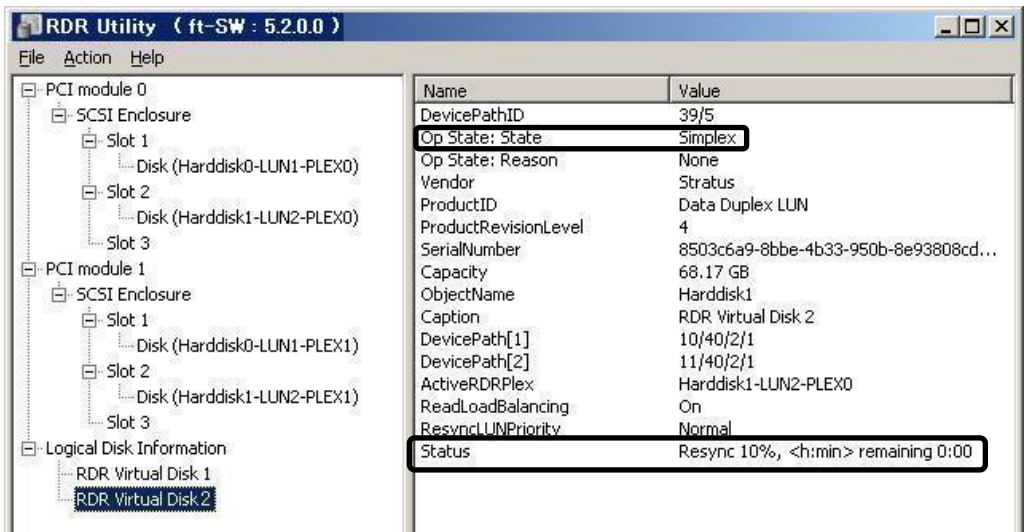 RDR Utility ( ft-SW : 5.2.0.0 )
File Action Help
PCI module 0
SCSI Enclosure
Slot 1
Disk (Harddisk0-LUN1-PLEX0)
Slot 2
Disk (Harddisk1-LUN2-PLEX0)
Slot 3
PCI module 1
SCSI Enclosure
Slot 1
Disk (Harddisk0-LUN1-PLEX1)
Slot 2
Disk (Harddisk1-LUN2-PLEX1)
Slot 3
Logical Disk Information
RDR Virtual Disk 1
RDR Virtual Disk 2
Name Value
DevicePathID 39/5
Op State: State Simplex
Op State: Reason None
Vendor Stratus
ProductID Data Duplex LUN
ProductRevisionLevel 4
SerialNumber 8503c6a9-8bbe-4b33-950b-8e93808cd...
Capacity 68.17 GB
ObjectName Harddisk1
Caption RDR Virtual Disk 2
DevicePath[1] 10/40/2/1
DevicePath[2] 11/40/2/1
ActiveRDRPlex Harddisk1-LUN2-PLEX0
ReadLoadBalancing On
ResyncLUNPriority Normal
Status Resync 10%, <h:min> remaining 0:00